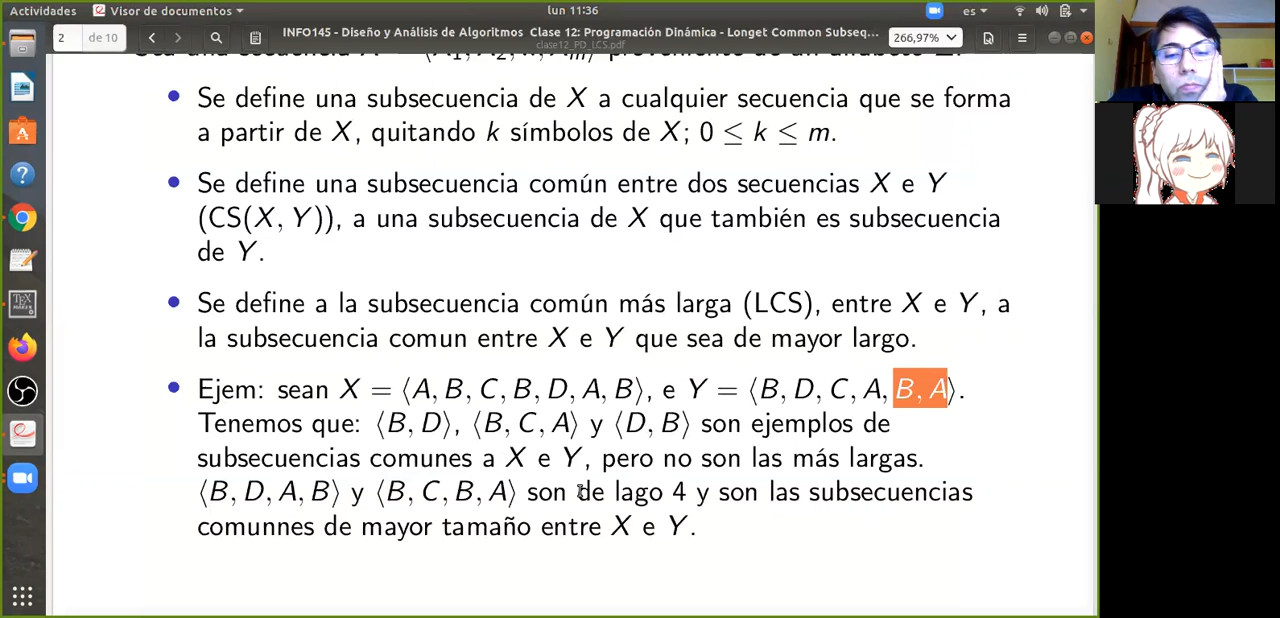 Actividades Visor de documentos lun 11:36 es
2 de 10 INFO145 - Diseño y Análisis de Algoritmos Clase 12: Programación Dinámica - Longet Common Subseq... 266,97%
clase12_PD_LCS.pdf
• Se define una subsecuencia de X a cualquier secuencia que se forma
a partir de X, quitando k símbolos de X; 0 ≤ k ≤ m.
• Se define una subsecuencia común entre dos secuencias X e Y
(CS(X, Y)), a una subsecuencia de X que también es subsecuencia
de Y.
• Se define a la subsecuencia común más larga (LCS), entre X e Y, a
la subsecuencia comun entre X e Y que sea de mayor largo.
• Ejem: sean X = ⟨A, B, C, B, D, A, B⟩, e Y = ⟨B, D, C, A, B, A⟩.
Tenemos que: ⟨B, D⟩, ⟨B, C, A⟩ y ⟨D, B⟩ son ejemplos de
subsecuencias comunes a X e Y, pero no son las más largas.
⟨B, D, A, B⟩ y ⟨B, C, B, A⟩ son de lago 4 y son las subsecuencias
comunnes de mayor tamaño entre X e Y.